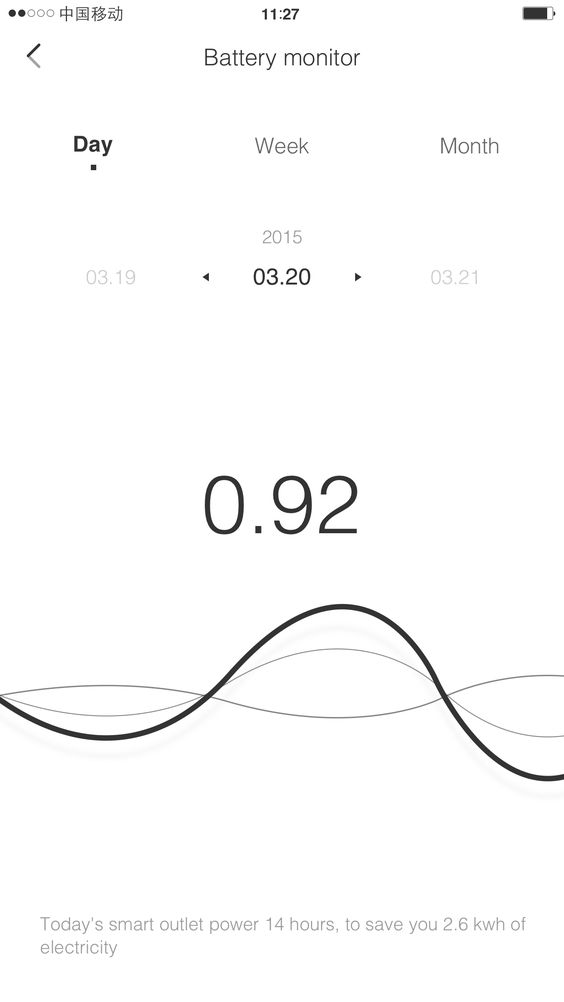 中国移动 11:27
Battery monitor
Day Week Month
2015
03.19 03.20 03.21
0.92
Today's smart outlet power 14 hours, to save you 2.6 kwh of
electricity